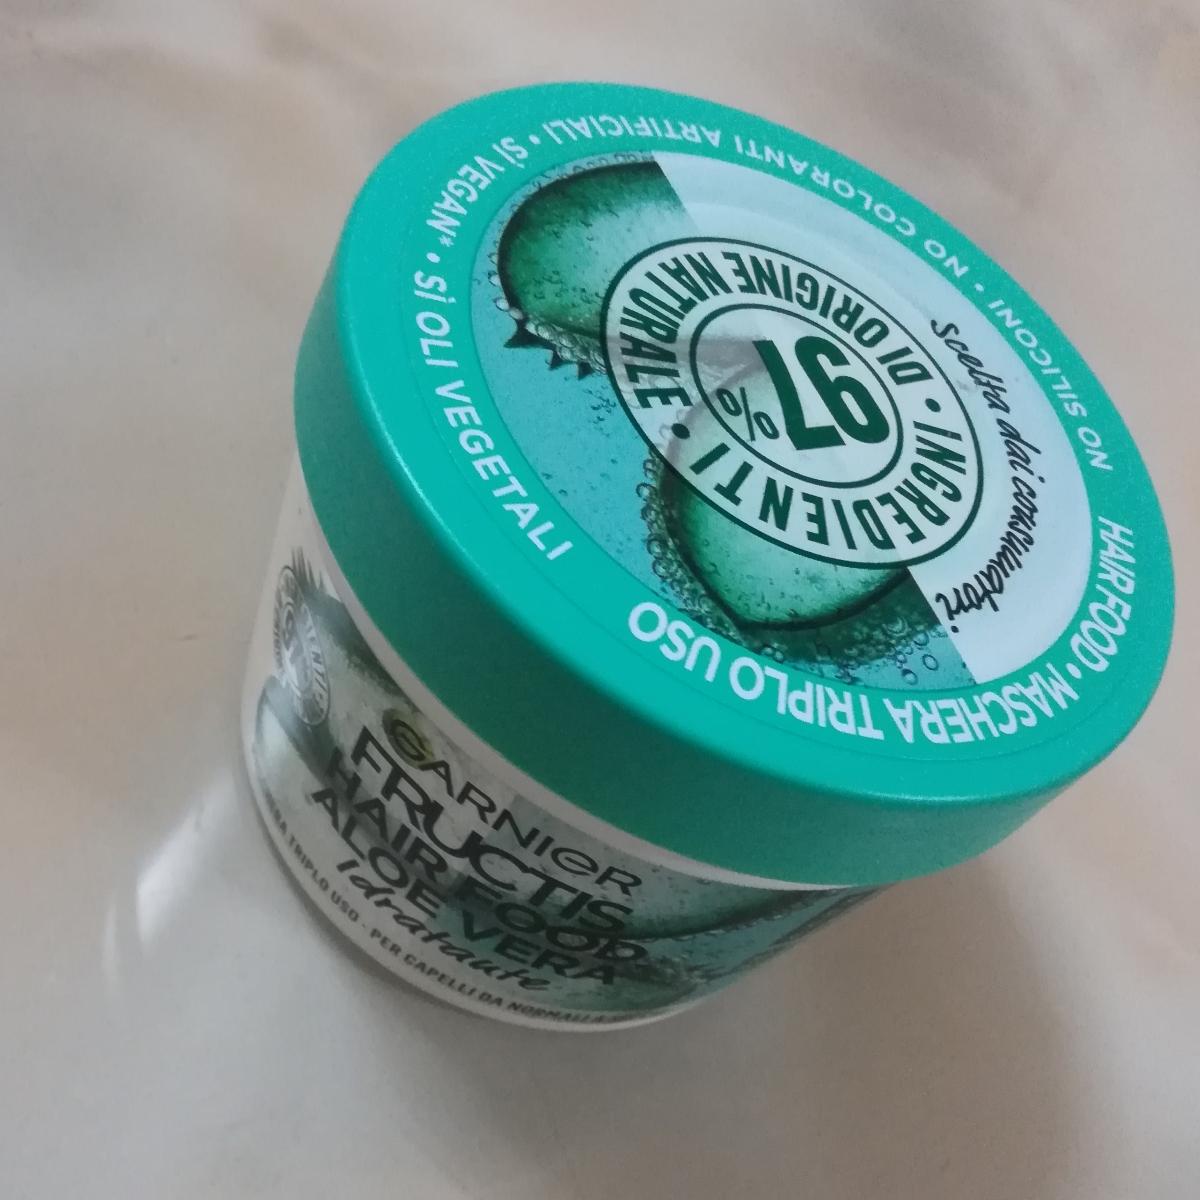 HAIR FOOD • MASCHERA TRIPLO USO
NO SILICONI • NO COLORANTI ARTIFICIALI • SÌ VEGAN* • SÌ OLI VEGETALI
97%
INGREDIENTI • DI ORIGINE NATURALE •
Scelta dai consumatori
GARNIER
FRUCTIS
HAIR FOOD
ALOE VERA
Idratante
TRIPLO USO - PER CAPELLI DA NORMALI A